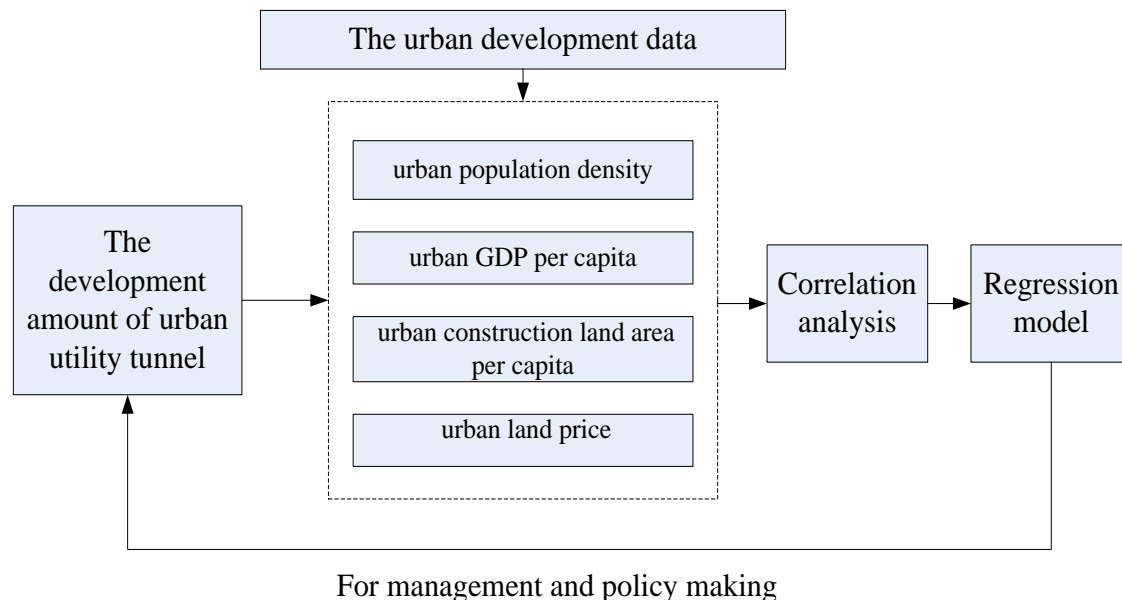 The urban development data
urban population density
The
development
amount of urban
utility tunnel
urban GDP per capita
urban construction land area
per capita
urban land price
Correlation
analysis
Regression
model
For management and policy making